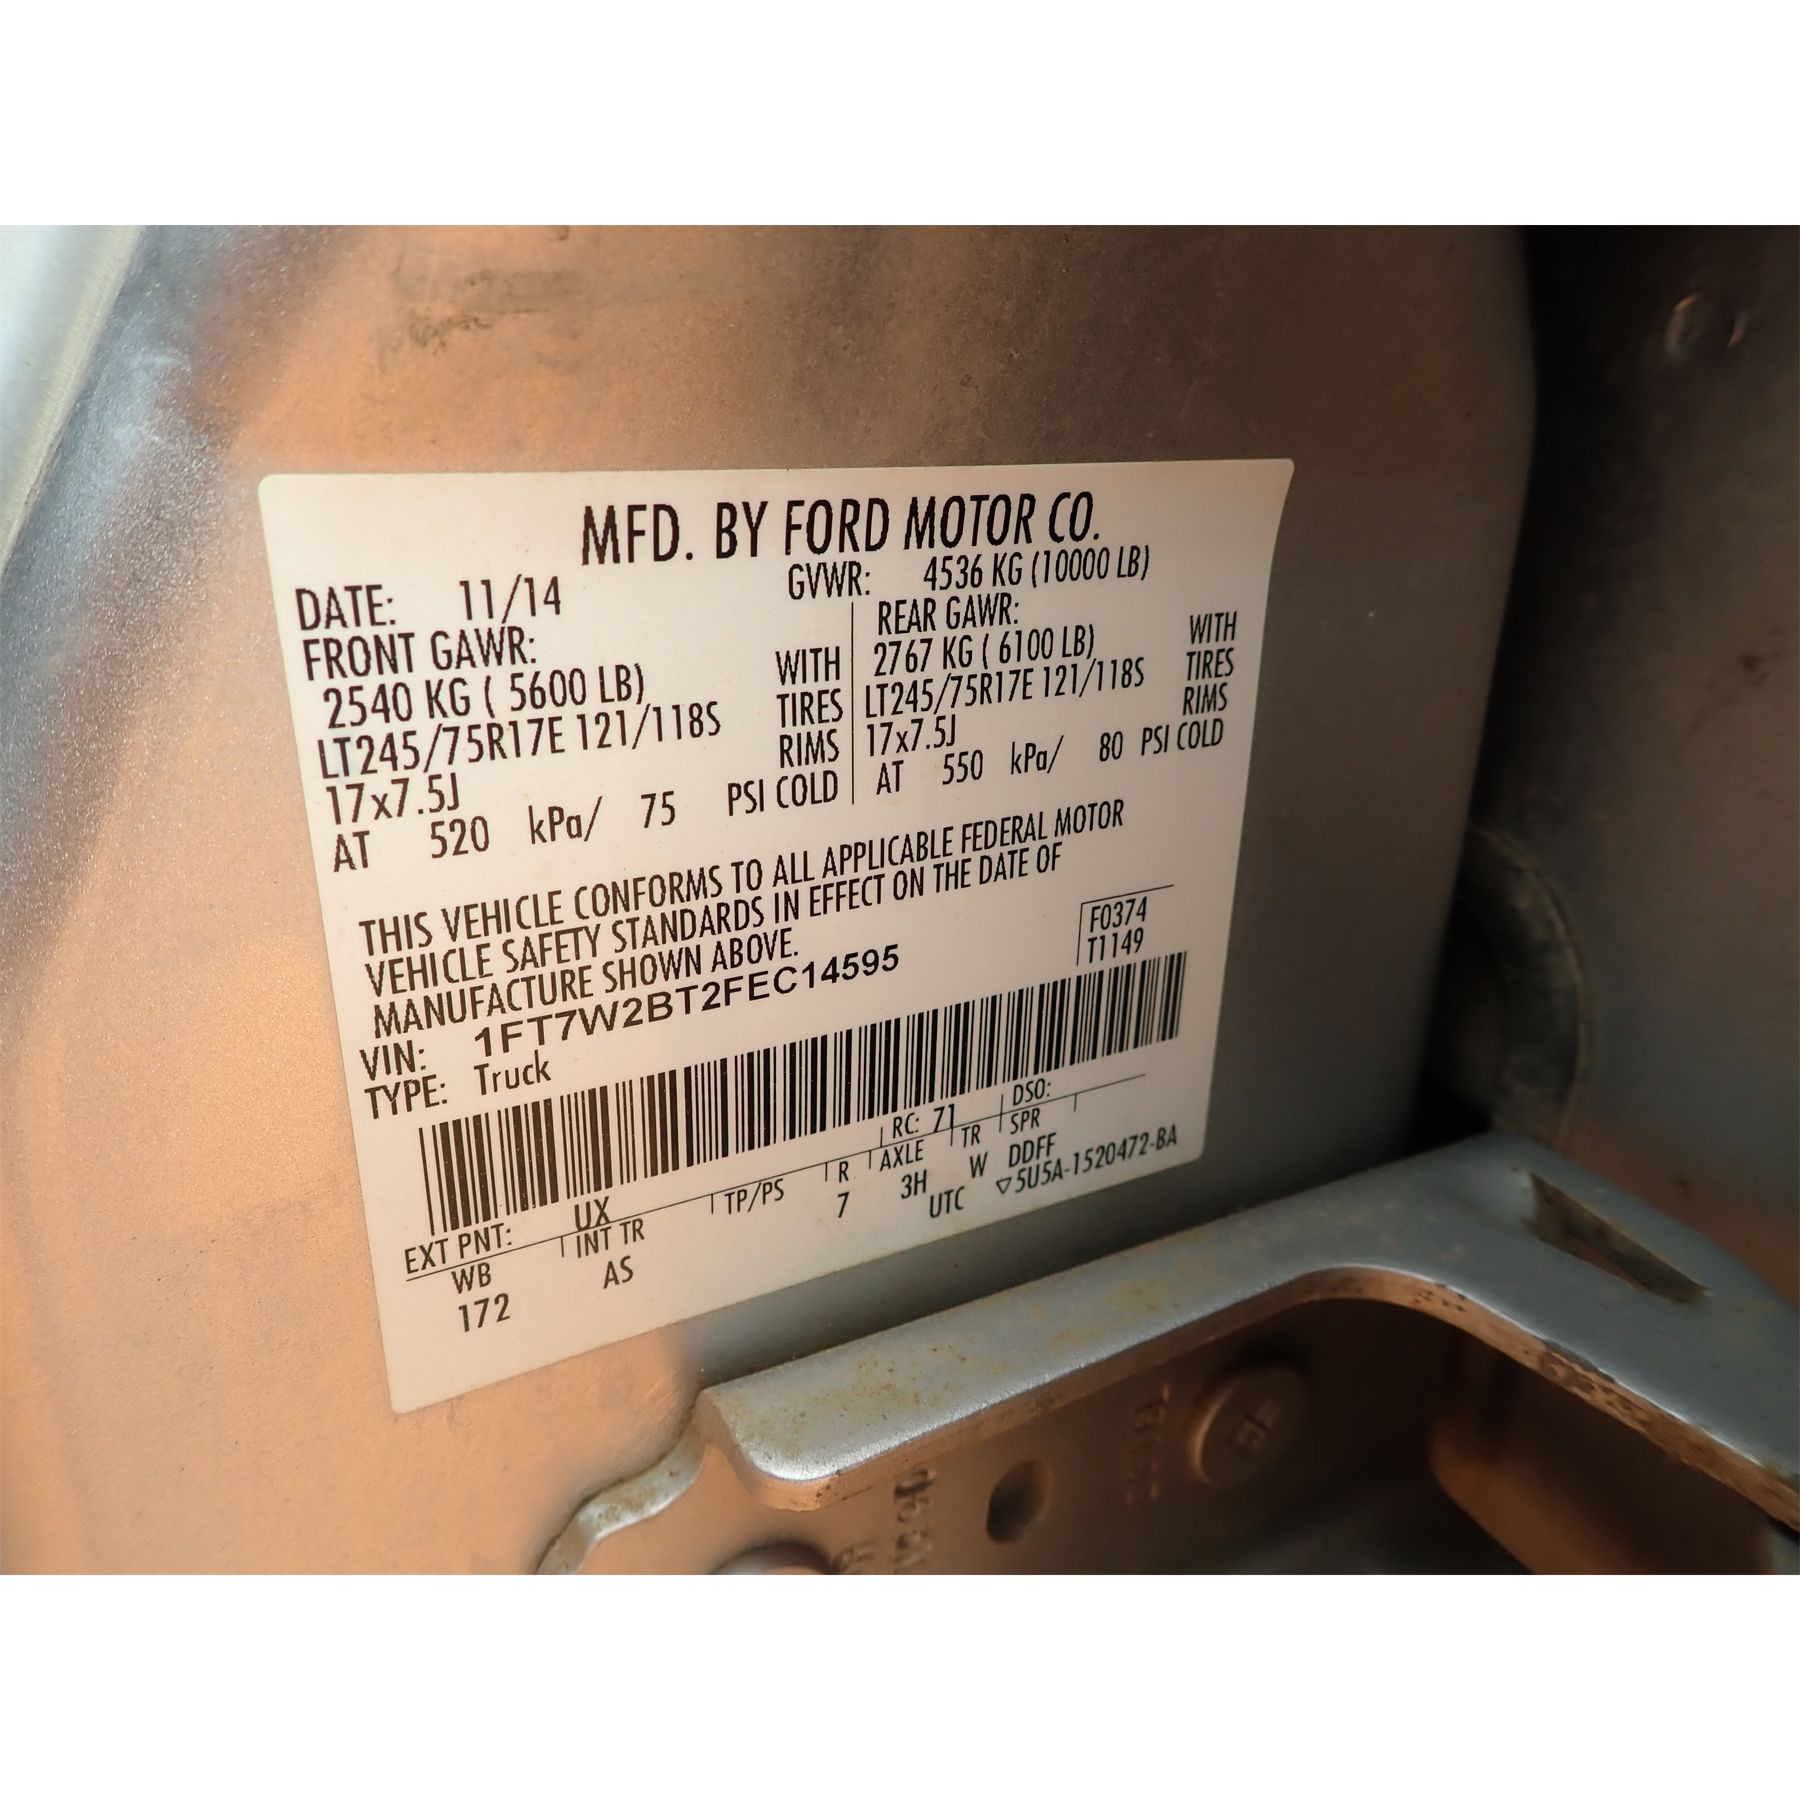 MFD. BY FORD MOTOR CO.
DATE: 11/14 GVWR: 4536 KG (10000 LB)
FRONT GAWR: REAR GAWR:
2540 KG ( 5600 LB) WITH 2767 KG ( 6100 LB) WITH
LT245/75R17E 121/118S TIRES LT245/75R17E 121/118S TIRES
17x7.5J RIMS 17x7.5J RIMS
AT 520 kPa/ 75 PSI COLD AT 550 kPa/ 80 PSI COLD
THIS VEHICLE CONFORMS TO ALL APPLICABLE FEDERAL MOTOR
VEHICLE SAFETY STANDARDS IN EFFECT ON THE DATE OF
MANUFACTURE SHOWN ABOVE.
F0374
T1149
VIN: 1FT7W2BT2FEC14595
TYPE: Truck
EXT PNT: UX RC: 71 DSO:
WB INT TR TP/PS R AXLE TR SPR
172 AS 7 3H W DDFF
UTC ▽5U5A-1520472-BA